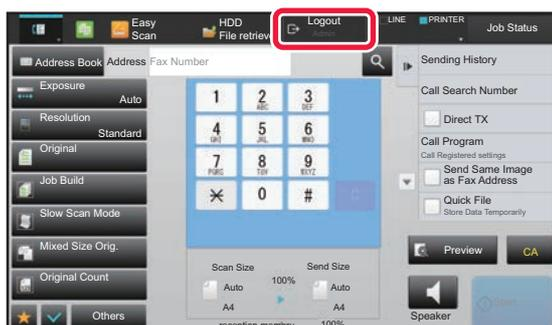 Easy
Scan
HDD
File retrieve
Logout
Admin
LINE
PRINTER
Job Status
Address Book
Address
Fax Number
Sending History
Exposure
Auto
Call Search Number
Resolution
Standard
Direct TX
Original
Call Program
Call Registered settings
Job Build
Send Same Image
as Fax Address
Slow Scan Mode
Quick File
Store Data Temporarily
Mixed Size Orig.
Original Count
Others
1
2 ABC
3 DEF
4 GHI
5 JKL
6 MNO
7 PQRS
8 TUV
9 WXYZ
0
#
C
Scan Size
Send Size
100%
Auto
Auto
A4
A4
reception memory
100%
Preview
CA
Speaker
Start